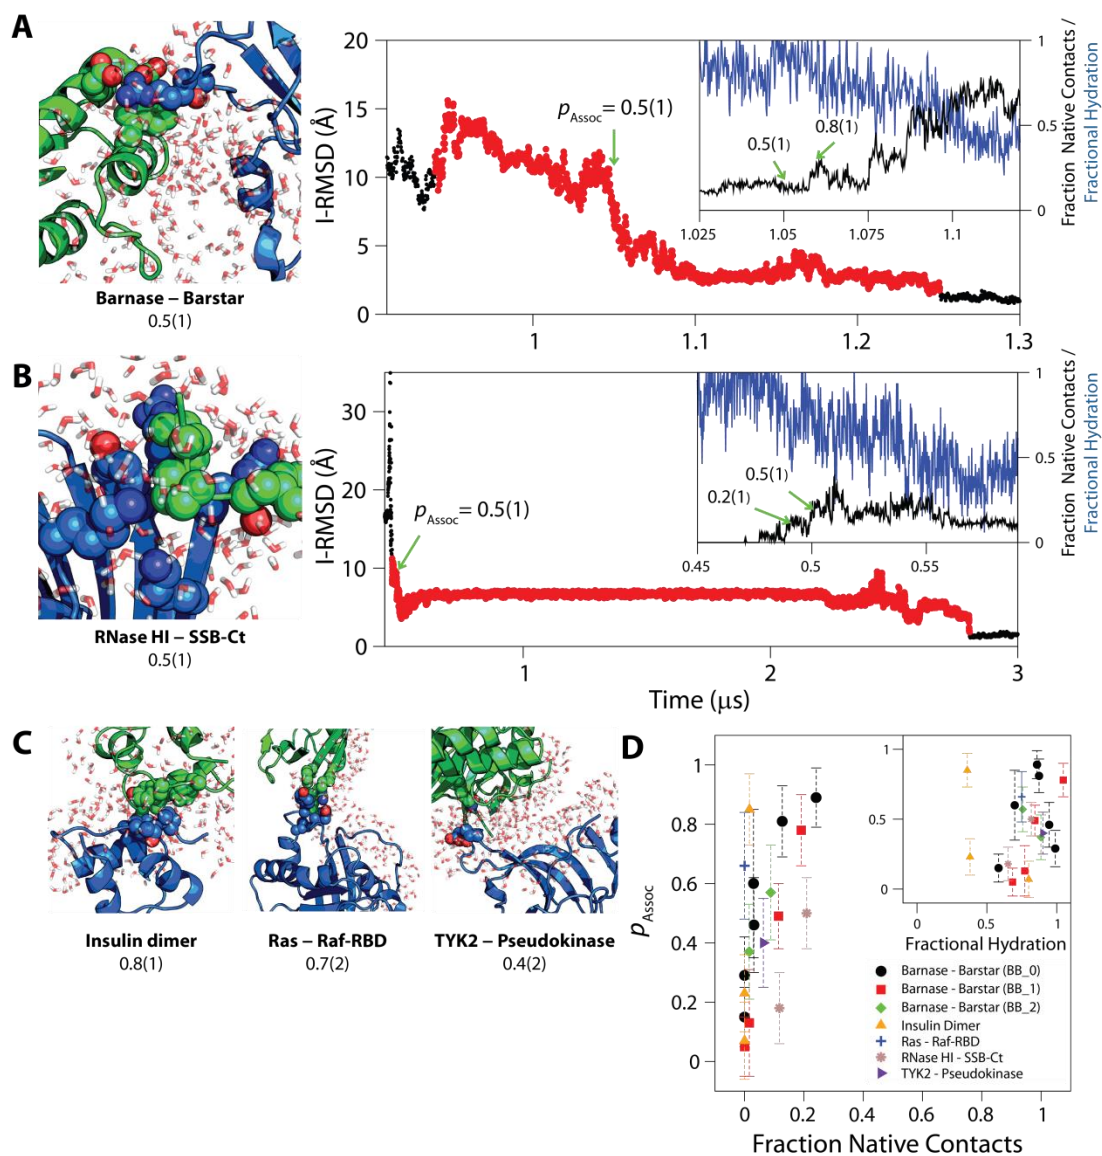 A
Barnase – Barstar
0.5(1)
I-RMSD (Å)
20
15
10
5
0
1
1.1
1.2
1.3
pAssoc = 0.5(1)
0.5(1)
0.8(1)
1.025
1.05
1.075
1.1
1
0.5
0
Fraction Native Contacts /
Fractional Hydration
B
RNase HI – SSB-Ct
0.5(1)
I-RMSD (Å)
30
20
10
0
1
2
3
Time (μs)
pAssoc = 0.5(1)
0.2(1)
0.5(1)
0.45
0.5
0.55
1
0.5
0
Fraction Native Contacts /
Fractional Hydration
C
Insulin dimer
0.8(1)
Ras – Raf-RBD
0.7(2)
TYK2 – Pseudokinase
0.4(2)
D
pAssoc
1
0.8
0.6
0.4
0.2
0
0
0.2
0.4
0.6
0.8
1
Fraction Native Contacts
1
0.5
0
0
0.5
1
Fractional Hydration
Barnase - Barstar (BB_0)
Barnase - Barstar (BB_1)
Barnase - Barstar (BB_2)
Insulin Dimer
Ras - Raf-RBD
RNase HI - SSB-Ct
TYK2 - Pseudokinase